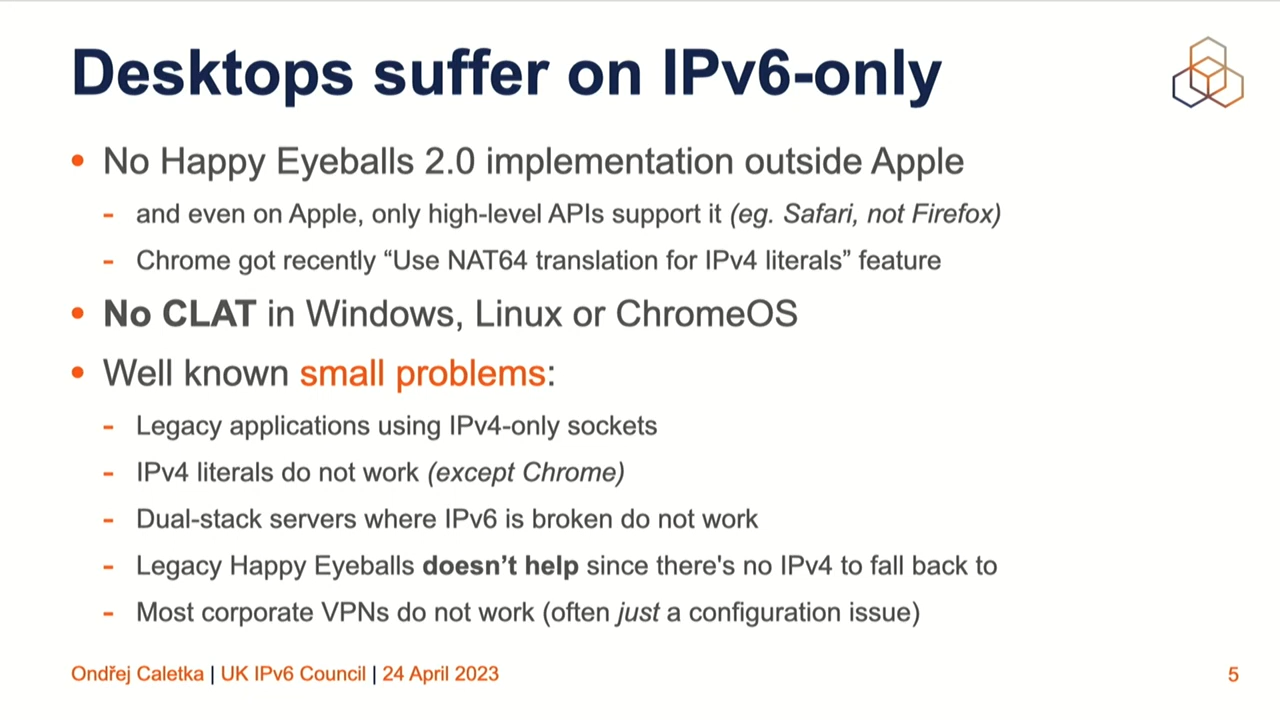 Desktops suffer on IPv6-only
• No Happy Eyeballs 2.0 implementation outside Apple
- and even on Apple, only high-level APIs support it (eg. Safari, not Firefox)
- Chrome got recently “Use NAT64 translation for IPv4 literals” feature
• No CLAT in Windows, Linux or ChromeOS
• Well known small problems:
- Legacy applications using IPv4-only sockets
- IPv4 literals do not work (except Chrome)
- Dual-stack servers where IPv6 is broken do not work
- Legacy Happy Eyeballs doesn’t help since there's no IPv4 to fall back to
- Most corporate VPNs do not work (often just a configuration issue)
Ondřej Caletka | UK IPv6 Council | 24 April 2023
5